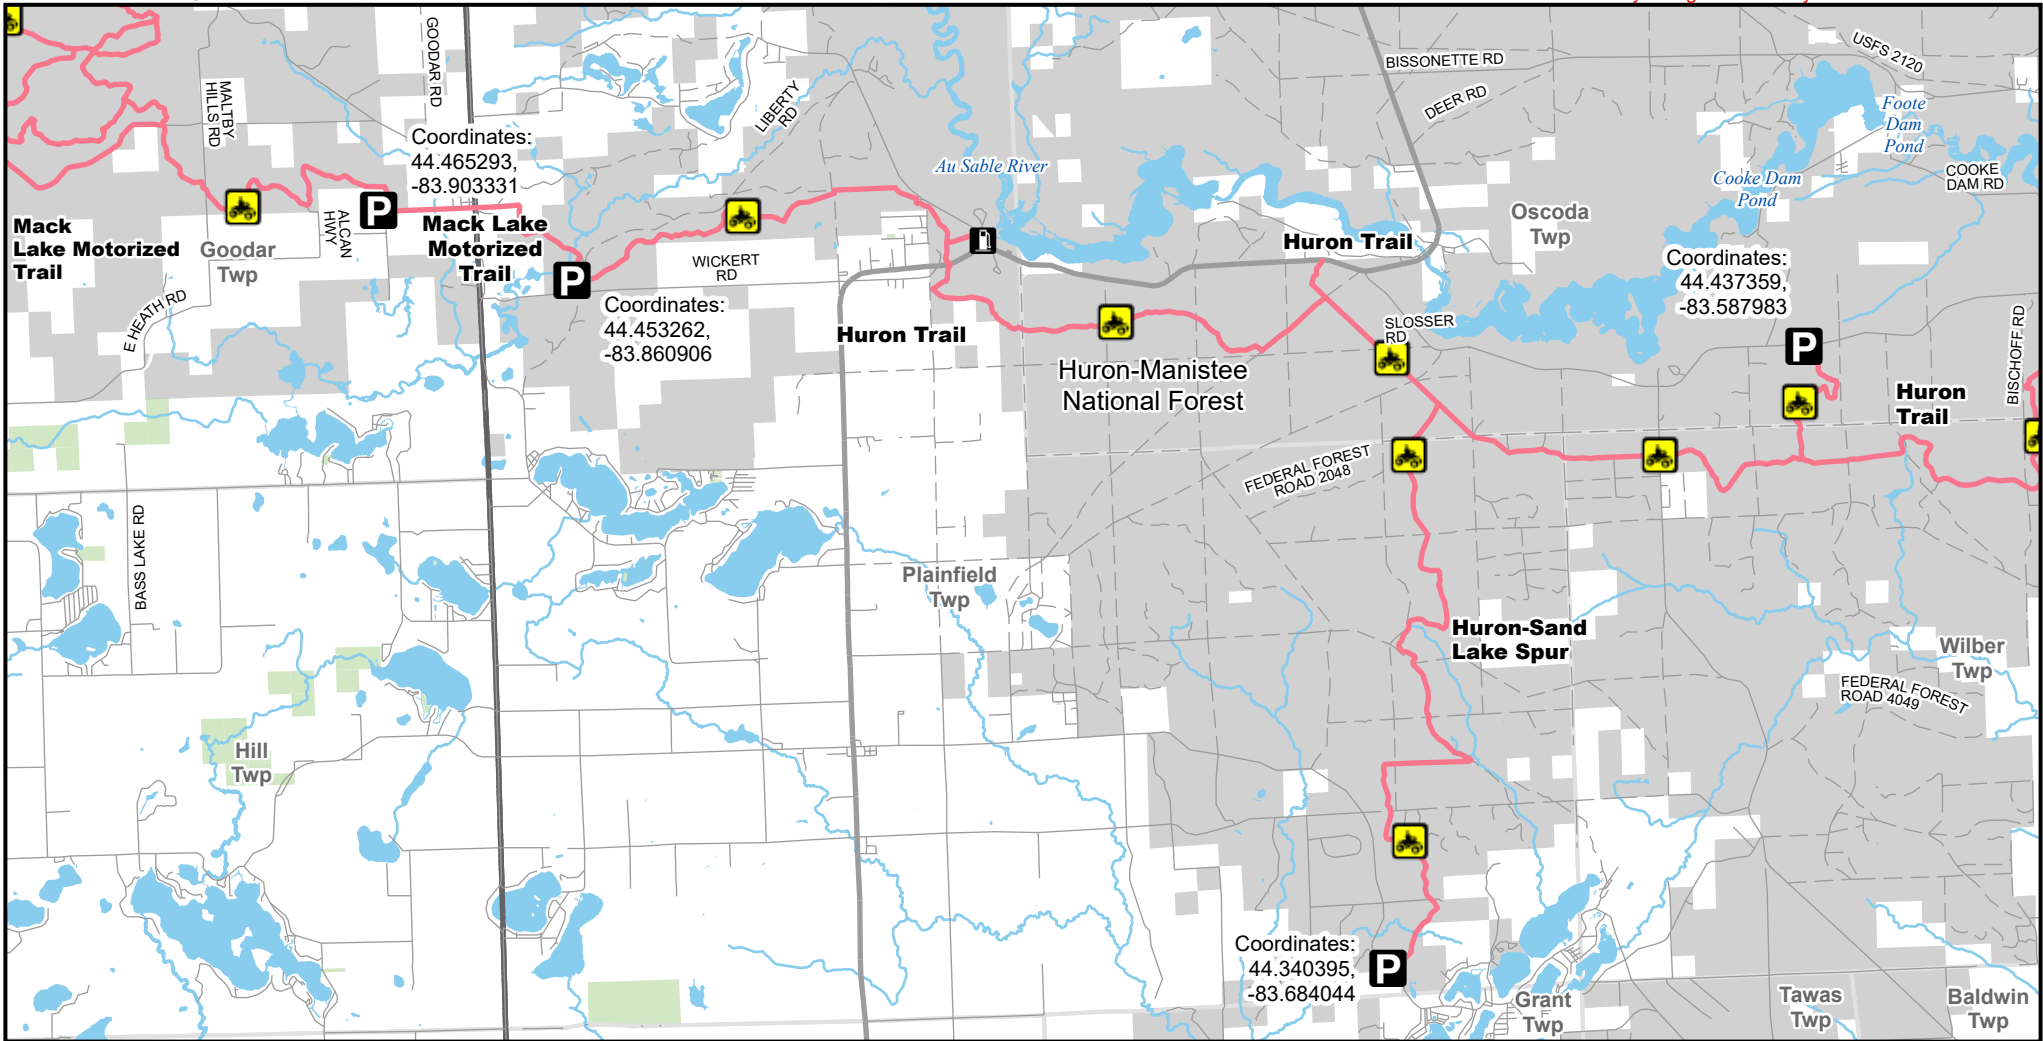 GOODAR RD
MALTBY
HILLS RD
Coordinates:
44.465293,
-83.903331
LIBERTY
RD
BISSONETTE RD
USFS 2120
DEER RD
Foote
Dam
Pond
Au Sable River
Cooke Dam
Pond
COOKE
DAM RD
P
ALCAN
HWY
Mack
Lake Motorized
Trail
Goodar
Twp
Mack Lake
Motorized
Trail
P
WICKERT
RD
Huron Trail
Oscoda
Twp
Coordinates:
44.437359,
-83.587983
E HEATH RD
Coordinates:
44.453262,
-83.860906
Huron Trail
SLOSSER
RD
P
BISCHOFF RD
Huron-Manistee
National Forest
Huron
Trail
FEDERAL FOREST
ROAD 2048
BASS LAKE RD
Plainfield
Twp
Huron-Sand
Lake Spur
Wilber
Twp
FEDERAL FOREST
ROAD 4049
Hill
Twp
Coordinates:
44.340395,
-83.684044
P
Grant
Twp
Tawas
Twp
Baldwin
Twp